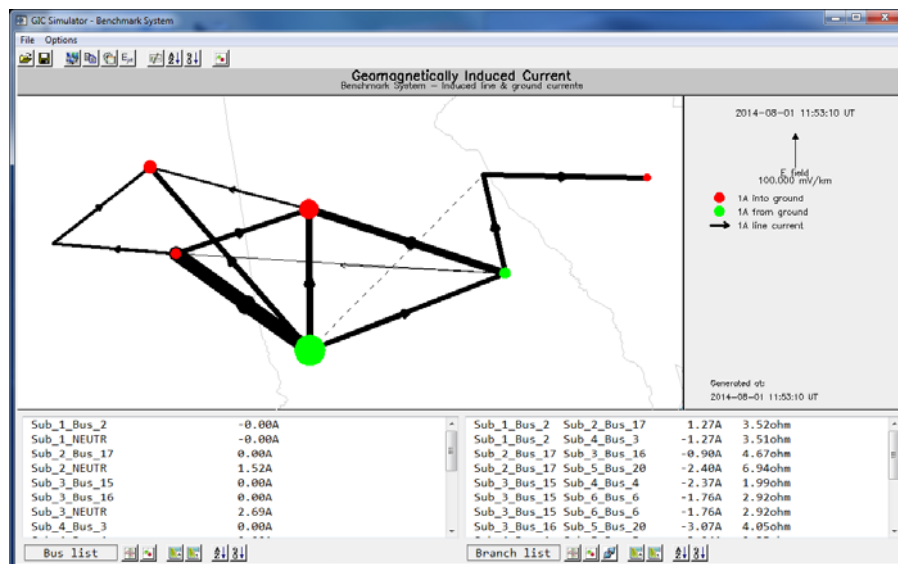 GIC Simulator - Benchmark System
File Options
Geomagnetically Induced Current
Benchmark System - Induced line & ground currents
2014-08-01 11:53:10 UT
E field
100.000 mV/km
1A into ground
1A from ground
1A line current
Generated at:
2014-08-01 11:53:10 UT
Sub_1_Bus_2 -0.00A
Sub_1_NEUTR -0.00A
Sub_2_Bus_17 0.00A
Sub_2_NEUTR 1.52A
Sub_3_Bus_15 0.00A
Sub_3_Bus_16 0.00A
Sub_3_NEUTR 2.69A
Sub_4_Bus_3 0.00A
Bus list
Sub_1_Bus_2 Sub_2_Bus_17 1.27A 3.52ohm
Sub_1_Bus_2 Sub_4_Bus_3 -1.27A 3.51ohm
Sub_2_Bus_17 Sub_3_Bus_16 -0.90A 4.67ohm
Sub_2_Bus_17 Sub_5_Bus_20 -2.40A 6.94ohm
Sub_3_Bus_15 Sub_4_Bus_4 -2.37A 1.99ohm
Sub_3_Bus_15 Sub_6_Bus_6 -1.76A 2.92ohm
Sub_3_Bus_15 Sub_6_Bus_6 -1.76A 2.92ohm
Sub_3_Bus_16 Sub_5_Bus_20 -3.07A 4.05ohm
Branch list